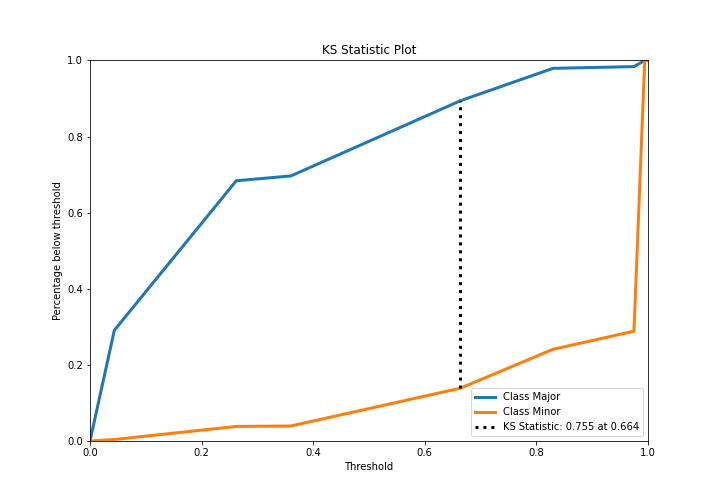 KS Statistic Plot
1.0
0.8
0.6
0.4
0.2
0.0
Percentage below threshold
0.0 0.2 0.4 0.6 0.8 1.0
Threshold
Class Major
Class Minor
KS Statistic: 0.755 at 0.664